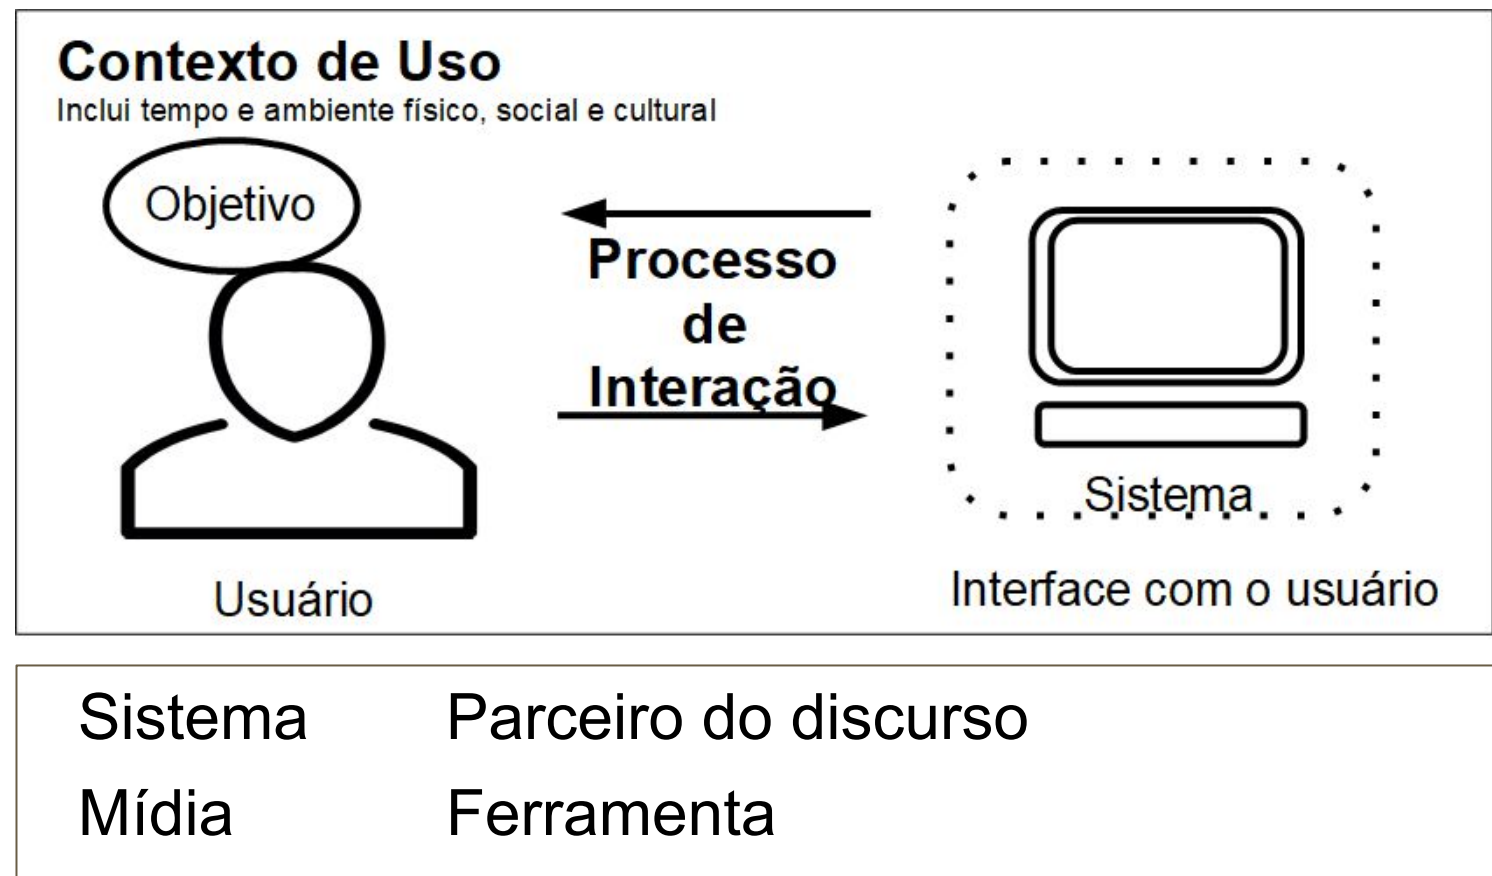 Contexto de Uso
Inclui tempo e ambiente físico, social e cultural
Objetivo
Processo
de
Interação
Sistema
Usuário
Interface com o usuário
Sistema Parceiro do discurso
Mídia Ferramenta